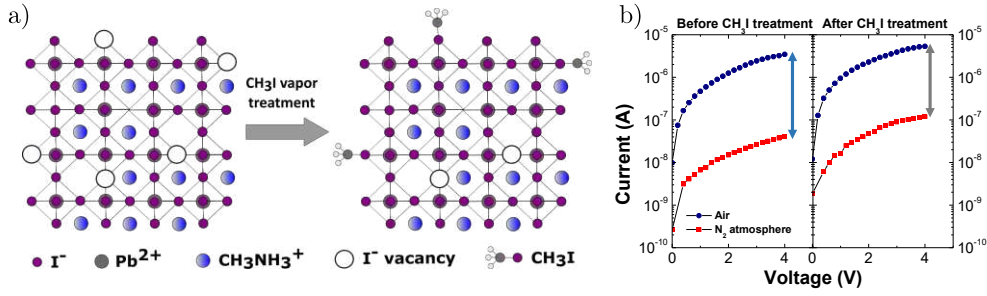 a)
CH3I vapor
treatment
I⁻ Pb²⁺ CH3NH3⁺ I⁻ vacancy CH3I
b)
Before CH₃I treatment After CH₃I treatment
10⁻⁵ 10⁻⁵
10⁻⁶ 10⁻⁶
10⁻⁷ 10⁻⁷
10⁻⁸ 10⁻⁸
10⁻⁹ 10⁻⁹
10⁻¹⁰ 10⁻¹⁰
Current (A)
Air
N₂ atmosphere
0 2 4 0 2 4
Voltage (V)